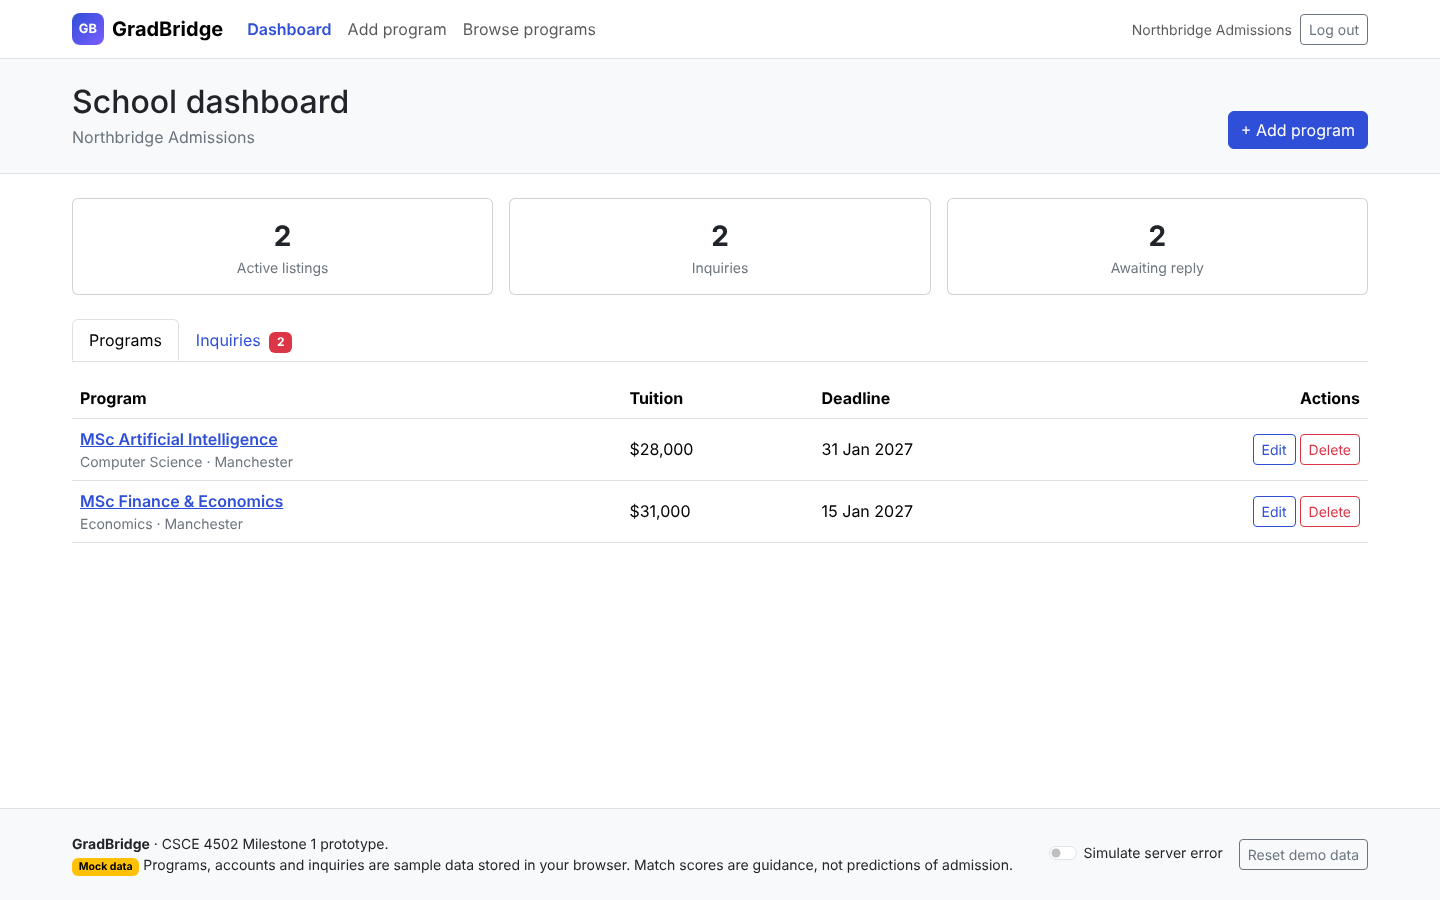 GB GradBridge Dashboard Add program Browse programs Northbridge Admissions Log out
School dashboard
Northbridge Admissions
+ Add program
2 2 2
Active listings Inquiries Awaiting reply
Programs Inquiries 2
Program Tuition Deadline Actions
MSc Artificial Intelligence
Computer Science · Manchester
$28,000 31 Jan 2027 Edit Delete
MSc Finance & Economics
Economics · Manchester
$31,000 15 Jan 2027 Edit Delete
GradBridge · CSCE 4502 Milestone 1 prototype.
Mock data Programs, accounts and inquiries are sample data stored in your browser. Match scores are guidance, not predictions of admission.
Simulate server error Reset demo data